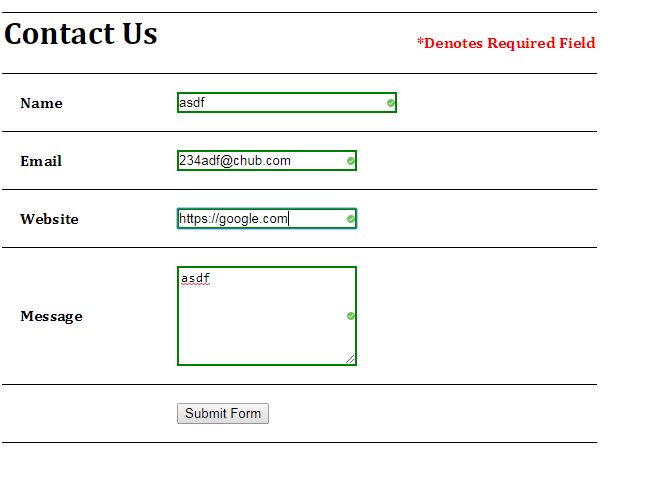 Contact Us
*Denotes Required Field
Name
asdf
Email
234adf@chub.com
Website
https://google.com
Message
asdf
Submit Form